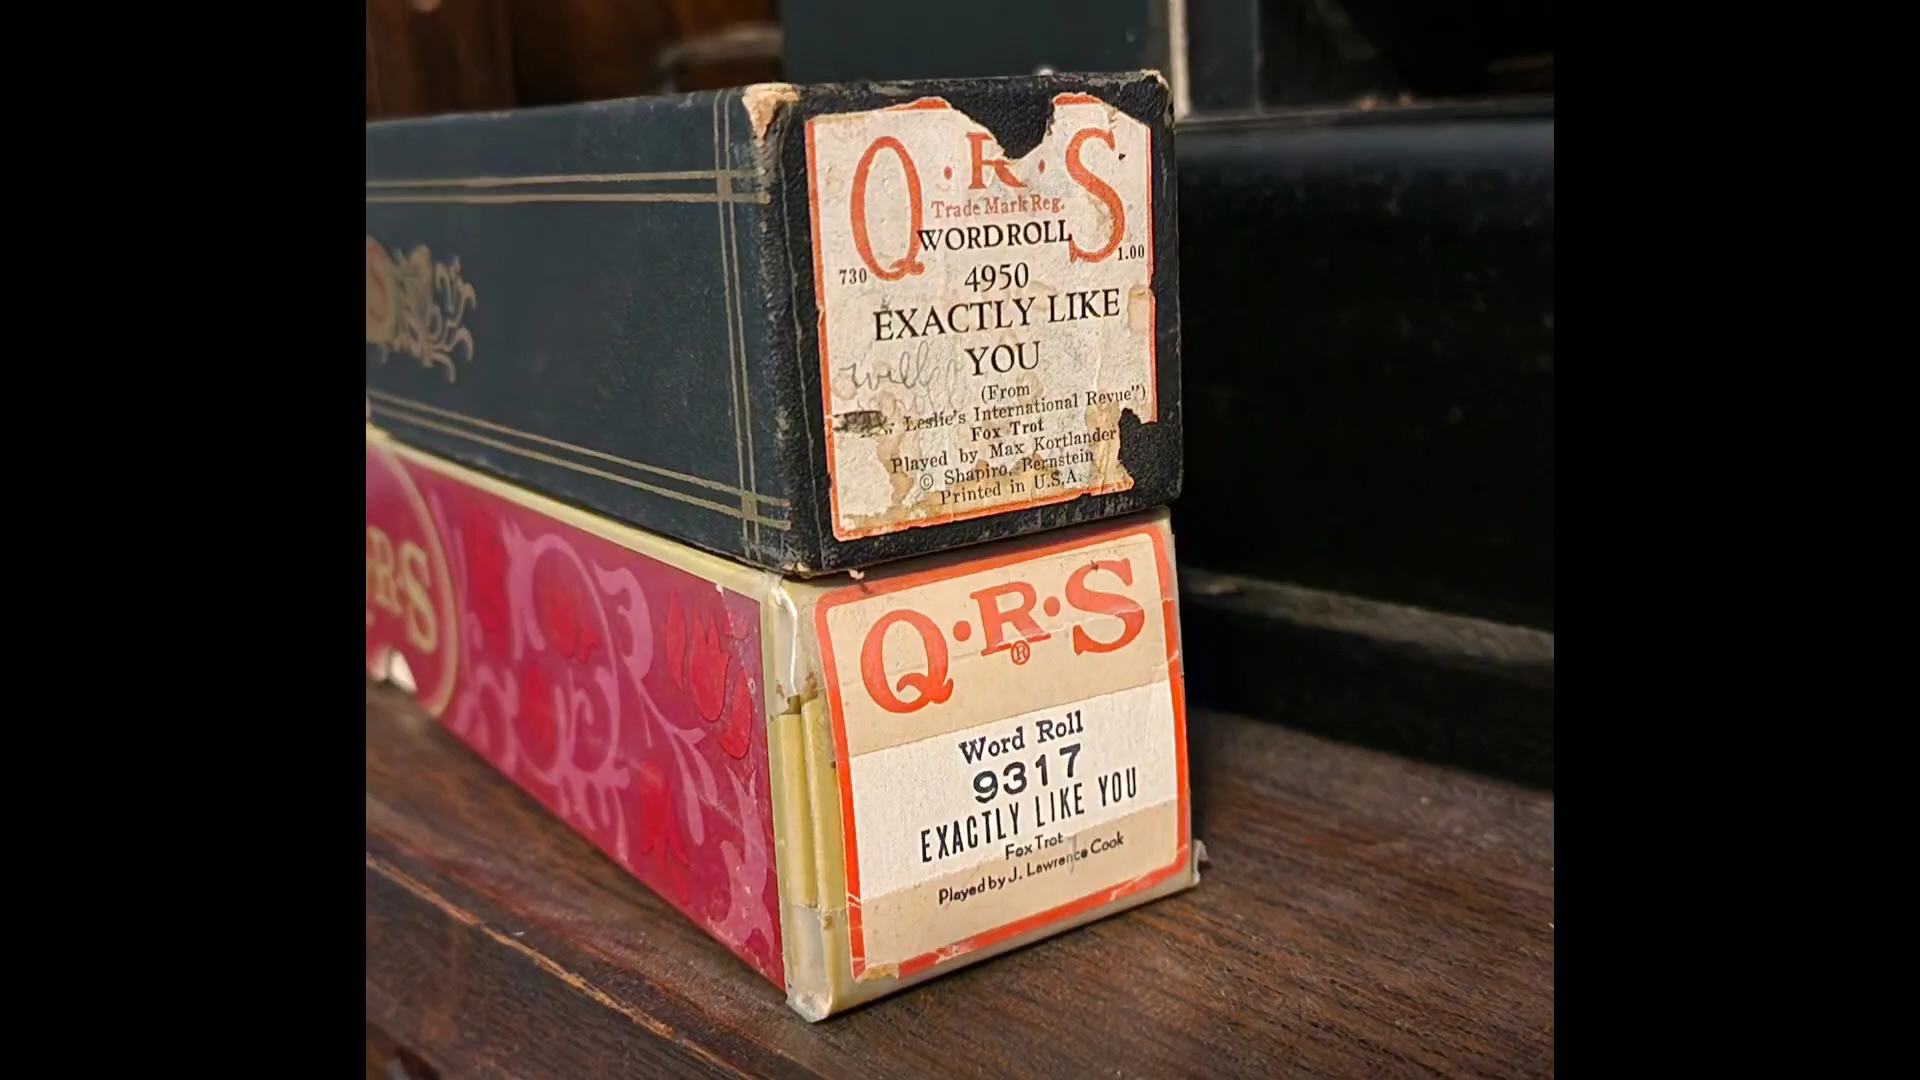 Q·R·S
Trade Mark Reg.
WORDROLL
730 4950 1.00
EXACTLY LIKE
YOU
(From
Leslie's International Revue")
Fox Trot
Played by Max Kortlander
© Shapiro, Bernstein
Printed in U.S.A.
R·S
Q·R·S
®
Word Roll
9317
EXACTLY LIKE YOU
Fox Trot
Played by J. Lawrence Cook